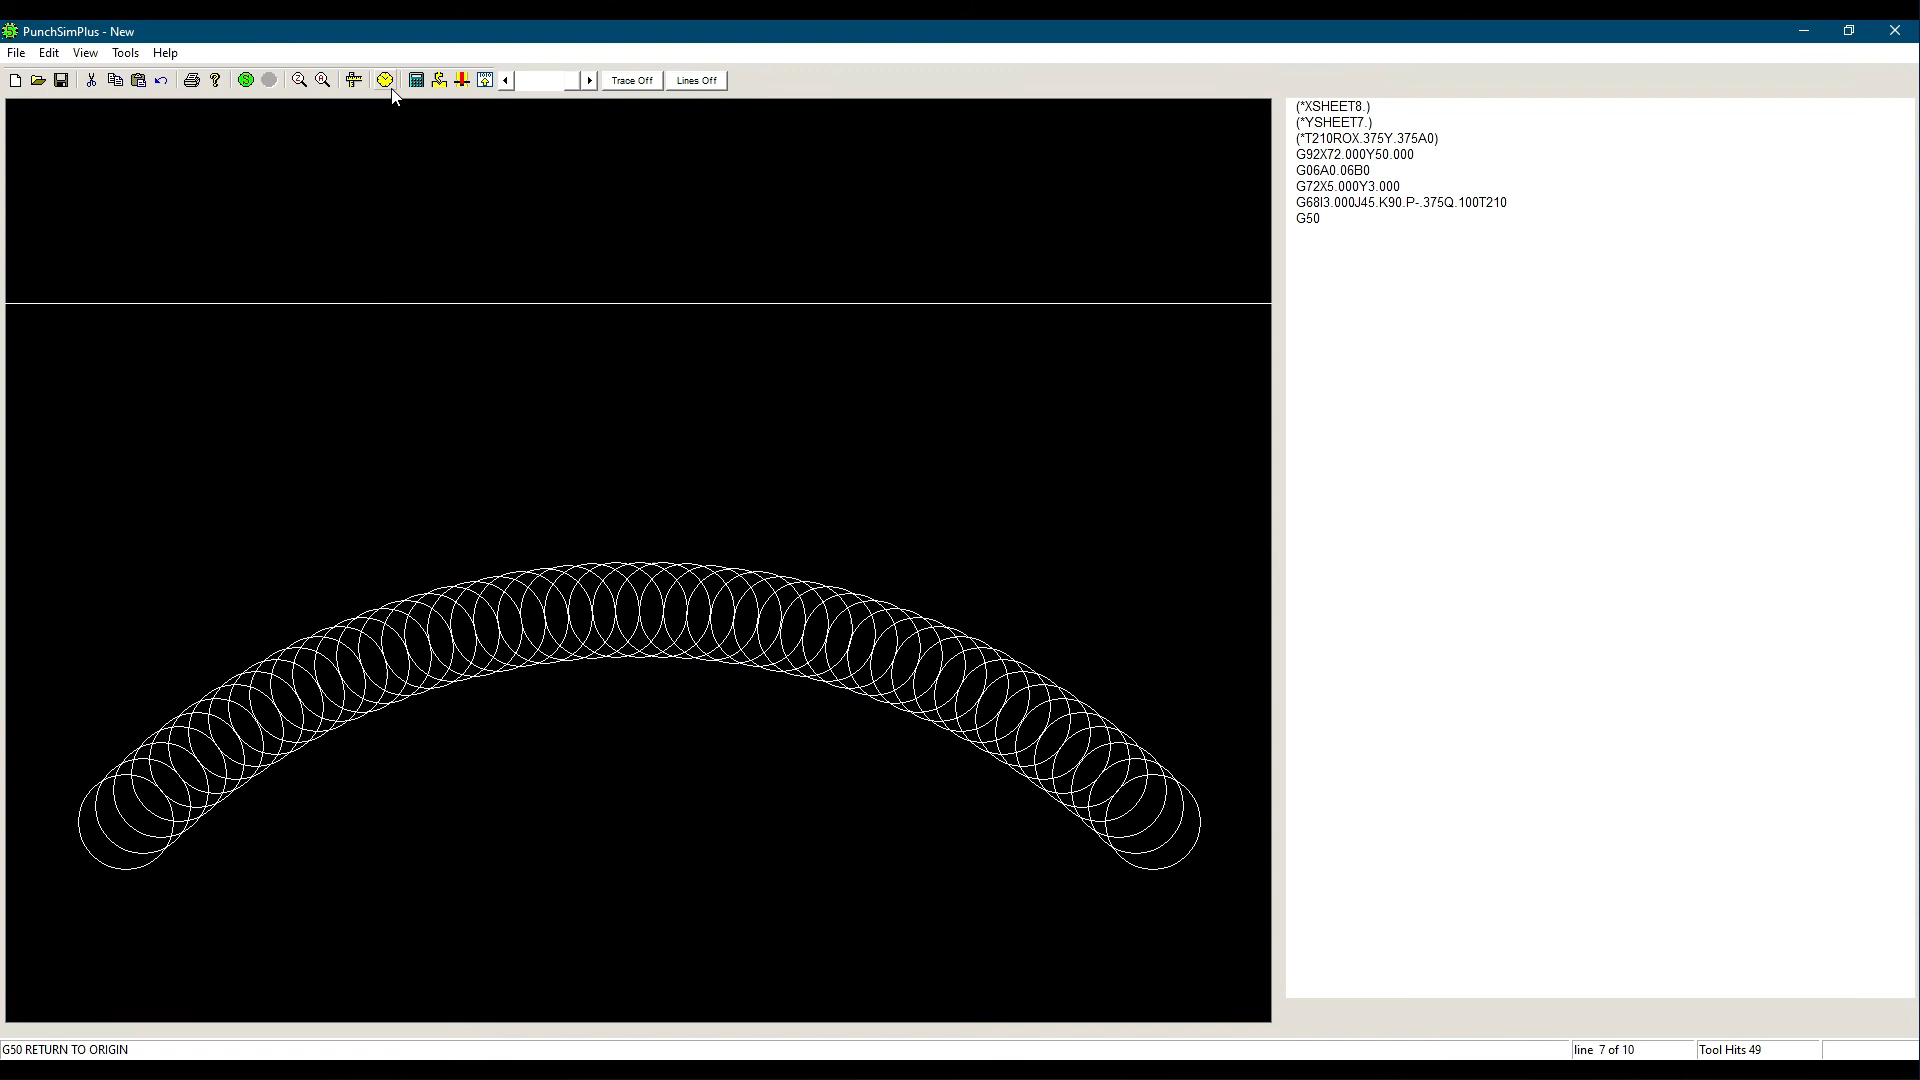 PunchSimPlus - New
File Edit View Tools Help
Trace Off Lines Off
(*XSHEET8.)
(*YSHEET7.)
(*T210ROX.375Y.375A0)
G92X72.000Y50.000
G06A0.06B0
G72X5.000Y3.000
G68I3.000J45.K90.P-.375Q.100T210
G50
G50 RETURN TO ORIGIN
line 7 of 10
Tool Hits 49